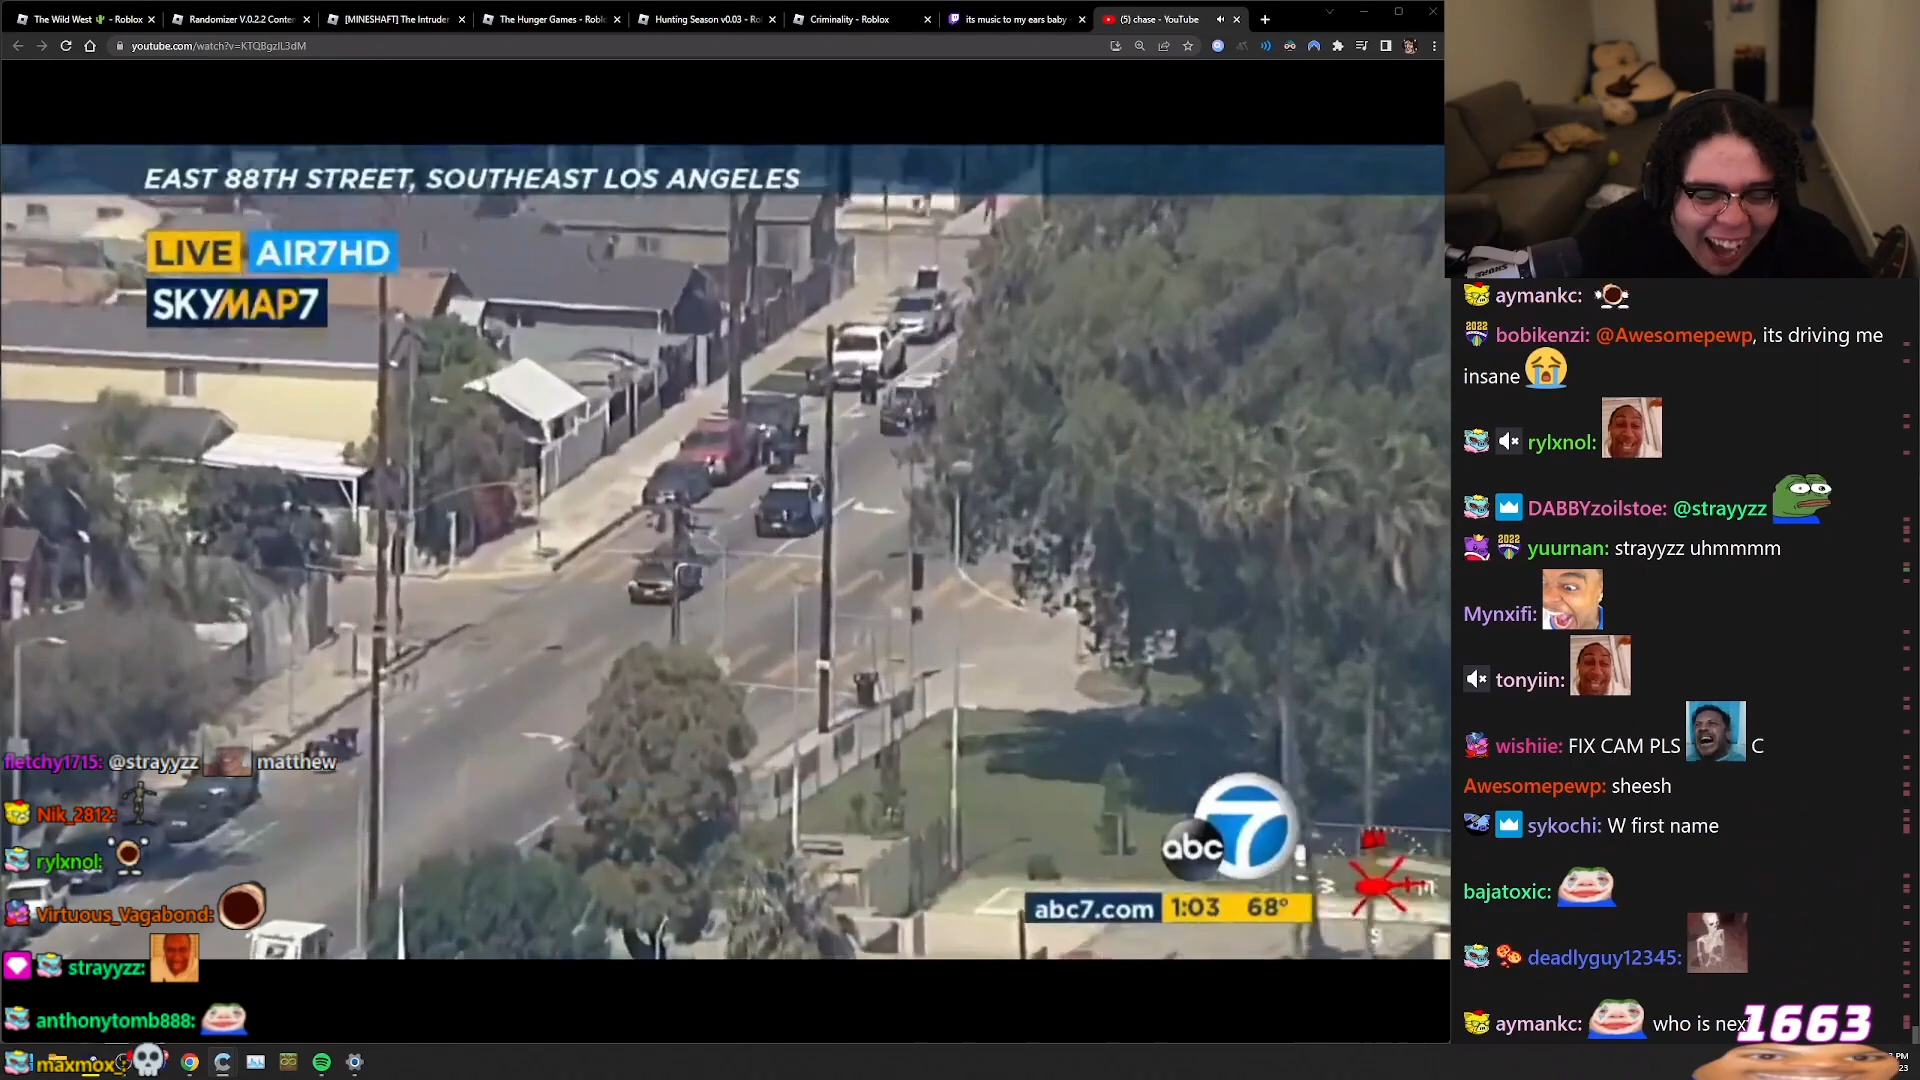 The Wild West 🌵 - Roblox
Randomizer V.0.2.2 Conten
[MINESHAFT] The Intruder
The Hunger Games - Roblo
Hunting Season v0.03 - Ro
Criminality - Roblox
its music to my ears baby
(5) chase - YouTube
youtube.com/watch?v=KTQBgzIL3dM
EAST 88TH STREET, SOUTHEAST LOS ANGELES
LIVE AIR7HD
SKYMAP7
abc 7
abc7.com 1:03 68°
fletchy1715: @strayyzz matthew
Nik_2812:
rylxnol:
Virtuous_Vagabond:
strayyzz:
anthonytomb888:
maxmox_:
aymankc:
bobikenzi: @Awesomepewp, its driving me
insane
rylxnol:
DABBYzoilstoe: @strayyzz
yuurnan: strayyzz uhmmmm
Mynxifi:
tonyiin:
wishiie: FIX CAM PLS C
Awesomepewp: sheesh
sykochi: W first name
bajatoxic:
deadlyguy12345:
aymankc: who is nex
1663